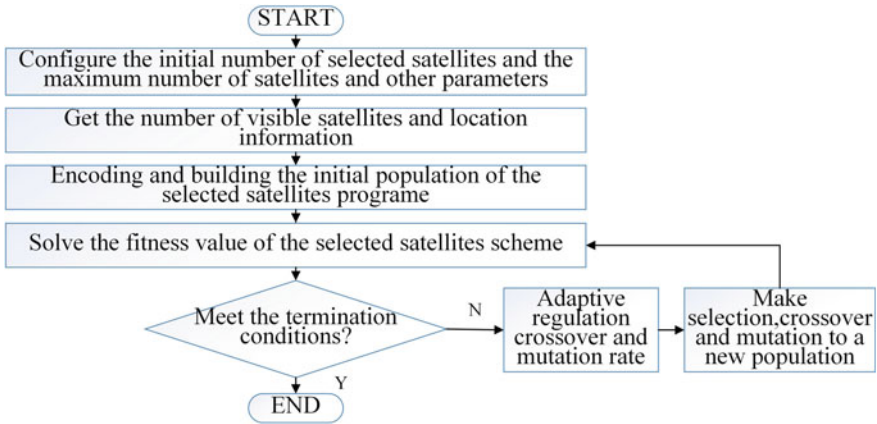 START
Configure the initial number of selected satellites and the
maximum number of satellites and other parameters
Get the number of visible satellites and location
information
Encoding and building the initial population of the
selected satellites programe
Solve the fitness value of the selected satellites scheme
Meet the termination
conditions?
N
Adaptive
regulation
crossover and
mutation rate
Make
selection,crossover
and mutation to a
new population
Y
END